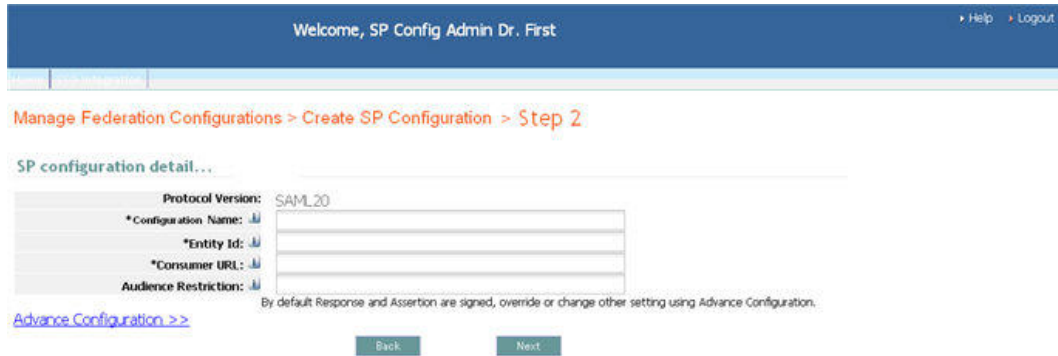 Welcome, SP Config Admin Dr. First
Help Logout
Manage Federation Configurations > Create SP Configuration > Step 2
SP configuration detail...
Protocol Version: SAML20
*Configuration Name:
*Entity Id:
*Consumer URL:
Audience Restriction:
By default Response and Assertion are signed, override or change other setting using Advance Configuration.
Advance Configuration >>
Back Next